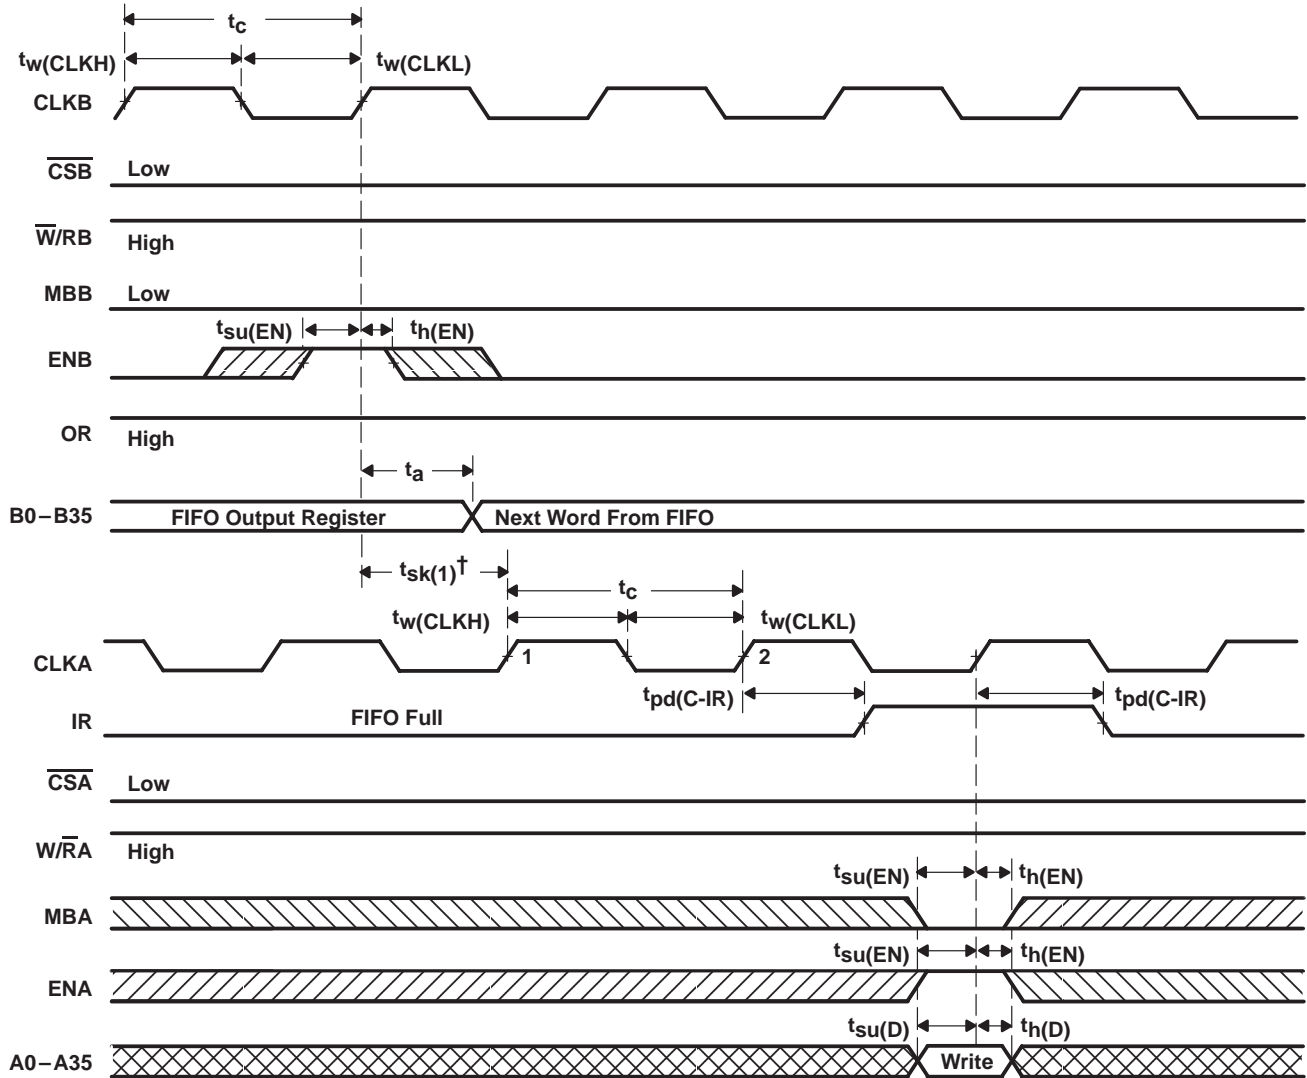 tc
tw(CLKH) tw(CLKL)
CLKB
CSB Low
W/RB High
MBB Low
tsu(EN) th(EN)
ENB
OR High
ta
B0–B35 FIFO Output Register Next Word From FIFO
tsk(1)†
tc
tw(CLKH) tw(CLKL)
CLKA 1 2
tpd(C-IR) tpd(C-IR)
IR FIFO Full
CSA Low
W/RA High
tsu(EN) th(EN)
MBA
tsu(EN) th(EN)
ENA
tsu(D) th(D)
A0–A35 Write